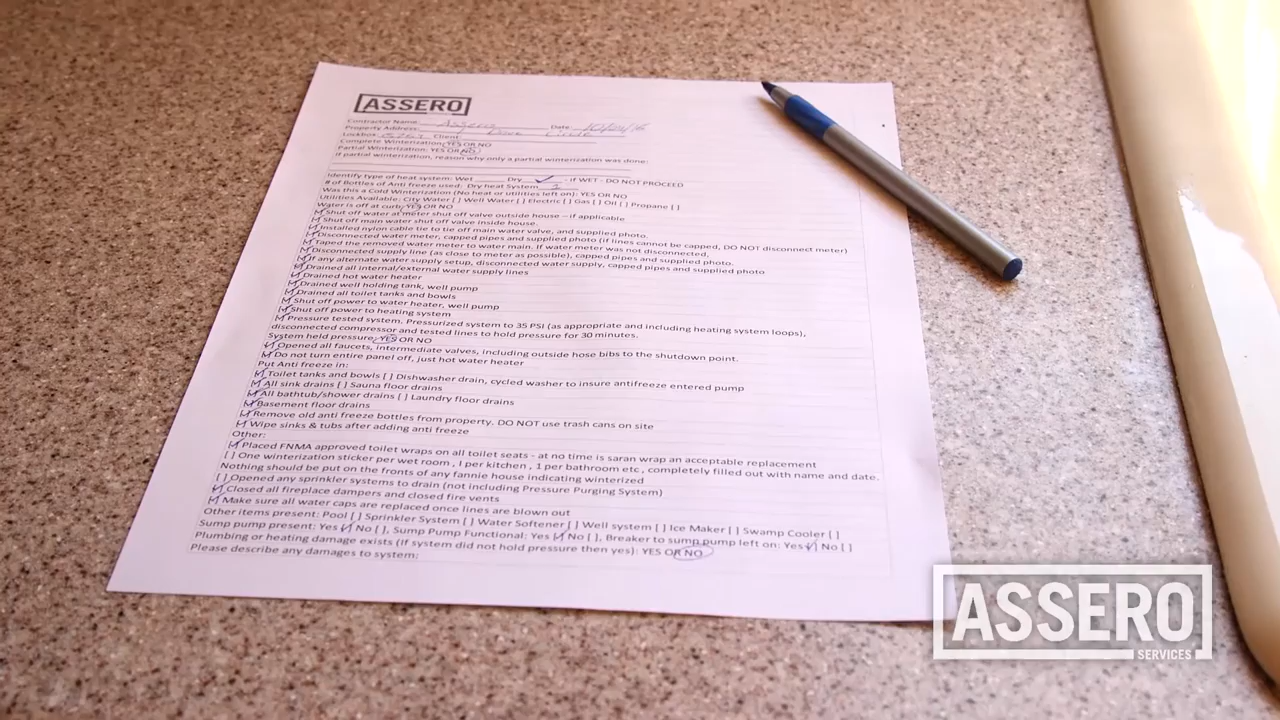 ASSERO
Contractor Name: Assero Date:
Property Address: Dove Circle
Lockbox Client
Complete Winterization: YES OR NO
Partial Winterization: YES OR NO
If partial winterization, reason why only a partial winterization was done:
Identify type of heat system: Wet Dry ✓ - if WET - DO NOT PROCEED
# of Bottles of Anti freeze used: Dry heat System
Was this a Cold Winterization (No heat or utilities left on): YES OR NO
Utilities Available: City Water [ ] Well Water [ ] Electric [ ] Gas [ ] Oil [ ] Propane [ ]
Water is off at curb: YES OR NO
[✓] Shut off water at meter shut off valve outside house – if applicable
[✓] Shut off main water shut off valve inside house.
[✓] Installed nylon cable tie to off main water valve, and supplied photo.
[✓] Disconnected water meter, capped pipes and supplied photo (if lines cannot be capped, DO NOT disconnect meter)
[✓] Taped the removed water meter to water main. If water meter was not disconnected,
[✓] Disconnected supply line (as close to meter as possible), capped pipes and supplied photo.
[✓] If any alternate water supply setup, disconnected water supply, capped pipes and supplied photo
[✓] Drained all internal/external water supply lines
[✓] Drained hot water heater
[✓] Drained well holding tank, well pump
[✓] Drained all toilet tanks and bowls
[✓] Shut off power to water heater, well pump
[✓] Shut off power to heating system
[✓] Pressure tested system. Pressurized system to 35 PSI (as appropriate and including heating system loops),
disconnected compressor and tested lines to hold pressure for 30 minutes.
System held pressure: YES OR NO
[✓] Opened all faucets, intermediate valves, including outside hose bibs to the shutdown point.
[✓] Do not turn entire panel off, just hot water heater
Put Anti freeze in:
[✓] Toilet tanks and bowls [ ] Dishwasher drain, cycled washer to insure antifreeze entered pump
[✓] All sink drains [ ] Sauna floor drains
[✓] All bathtub/shower drains [ ] Laundry floor drains
[✓] Basement floor drains
[✓] Remove old anti freeze bottles from property. DO NOT use trash cans on site
[✓] Wipe sinks & tubs after adding anti freeze
Other:
[✓] Placed FNMA approved toilet wraps on all toilet seats - at no time is saran wrap an acceptable replacement
[ ] One winterization sticker per wet room , 1 per kitchen , 1 per bathroom etc , completely filled out with name and date.
Nothing should be put on the fronts of any fannie house indicating winterized
[ ] Opened any sprinkler systems to drain (not including Pressure Purging System)
[✓] Closed all fireplace dampers and closed fire vents
[✓] Make sure all water caps are replaced once lines are blown out
Other items present: Pool [ ] Sprinkler System [ ] Water Softener [ ] Well system [ ] Ice Maker [ ] Swamp Cooler [ ]
Sump pump present: Yes [✓] No [ ], Sump Pump Functional: Yes [✓] No [ ], Breaker to sump pump left on: Yes [✓] No [ ]
Plumbing or heating damage exists (If system did not hold pressure then yes): YES OR NO
Please describe any damages to system:
ASSERO
SERVICES